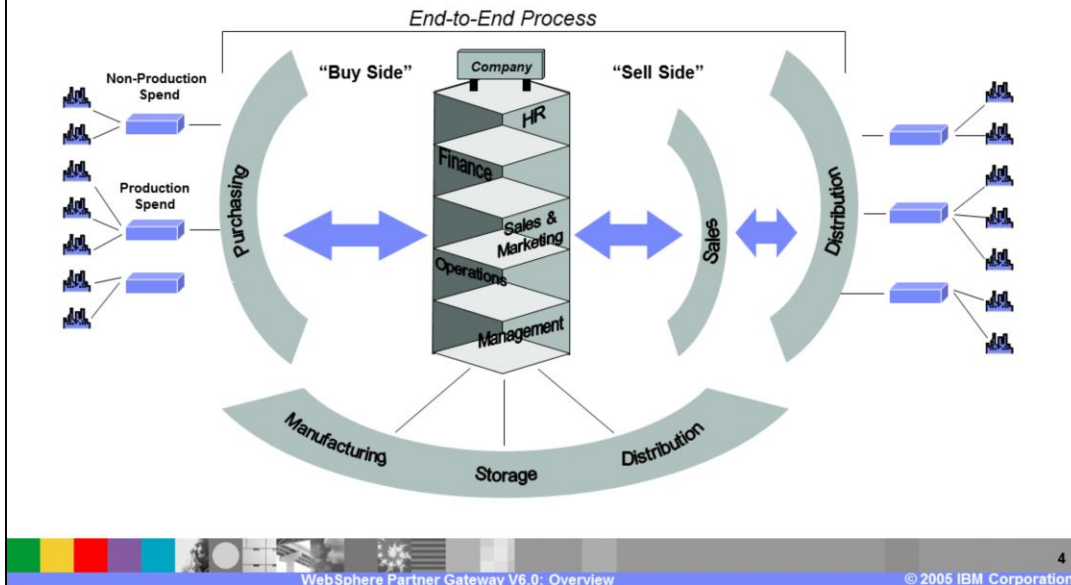 End-to-End Process
Non-Production
Spend
Production
Spend
Purchasing
“Buy Side”
Company
HR
Finance
Sales &
Marketing
Operations
Management
“Sell Side”
Sales
Distribution
Manufacturing
Storage
Distribution
4
WebSphere Partner Gateway V6.0: Overview
© 2005 IBM Corporation